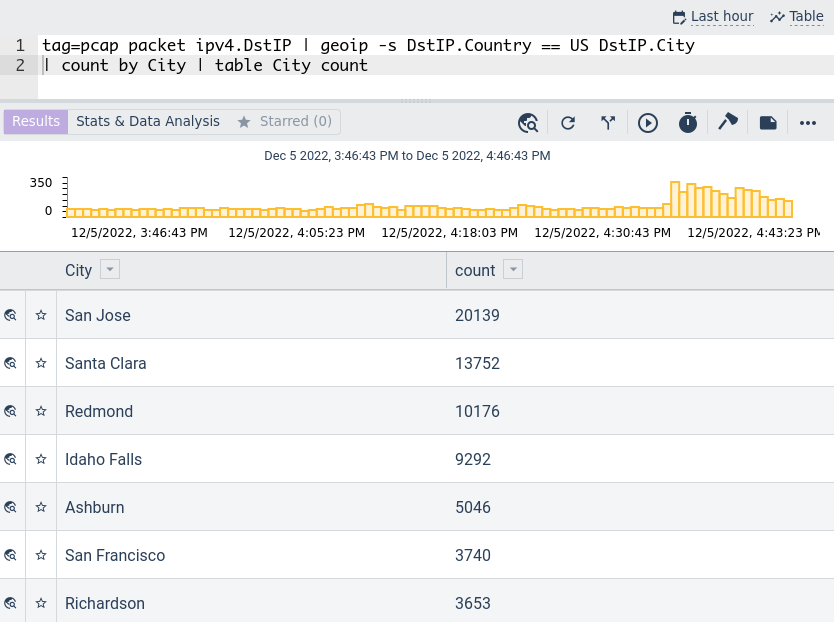 Last hour Table
1 tag=pcap packet ipv4.DstIP | geoip -s DstIP.Country == US DstIP.City
2 | count by City | table City count
Results Stats & Data Analysis Starred (0)
Dec 5 2022, 3:46:43 PM to Dec 5 2022, 4:46:43 PM
350
0
12/5/2022, 3:46:43 PM 12/5/2022, 4:05:23 PM 12/5/2022, 4:18:03 PM 12/5/2022, 4:30:43 PM 12/5/2022, 4:43:23 PM
City count
San Jose 20139
Santa Clara 13752
Redmond 10176
Idaho Falls 9292
Ashburn 5046
San Francisco 3740
Richardson 3653